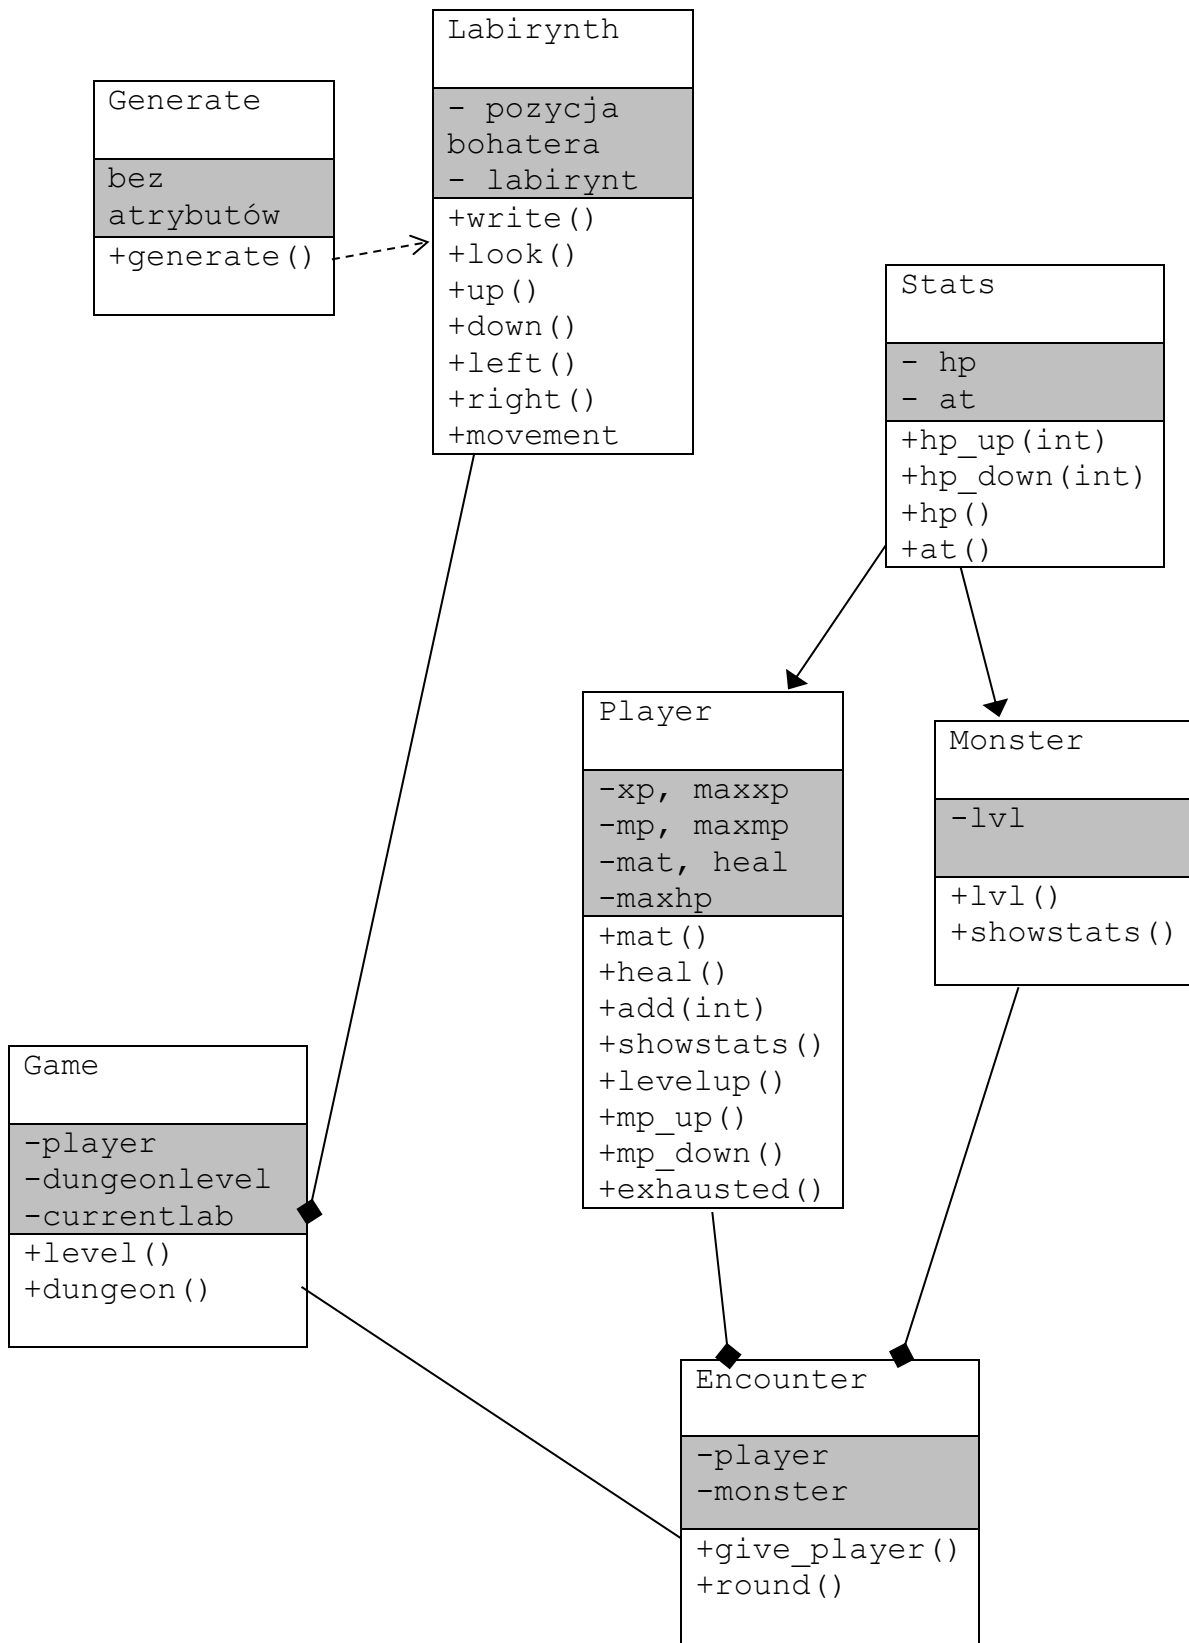 Labirynth
- pozycja
bohatera
- labirynt
+write()
+look()
+up()
+down()
+left()
+right()
+movement
Generate
bez
atrybutów
+generate()
Stats
- hp
- at
+hp_up(int)
+hp_down(int)
+hp()
+at()
Player
-xp, maxxp
-mp, maxmp
-mat, heal
-maxhp
+mat()
+heal()
+add(int)
+showstats()
+levelup()
+mp_up()
+mp_down()
+exhausted()
Monster
-lvl
+lvl()
+showstats()
Game
-player
-dungeonlevel
-currentlab
+level()
+dungeon()
Encounter
-player
-monster
+give_player()
+round()